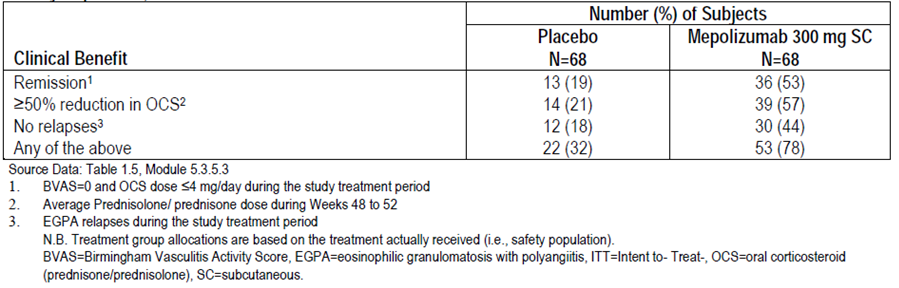 Number (%) of Subjects
Clinical Benefit Placebo N=68 Mepolizumab 300 mg SC N=68
Remission¹ 13 (19) 36 (53)
≥50% reduction in OCS² 14 (21) 39 (57)
No relapses³ 12 (18) 30 (44)
Any of the above 22 (32) 53 (78)
Source Data: Table 1.5, Module 5.3.5.3
1. BVAS=0 and OCS dose ≤4 mg/day during the study treatment period
2. Average Prednisolone/ prednisone dose during Weeks 48 to 52
3. EGPA relapses during the study treatment period
N.B. Treatment group allocations are based on the treatment actually received (i.e., safety population).
BVAS=Birmingham Vasculitis Activity Score, EGPA=eosinophilic granulomatosis with polyangiitis, ITT=Intent to- Treat-, OCS=oral corticosteroid
(prednisone/prednisolone), SC=subcutaneous.